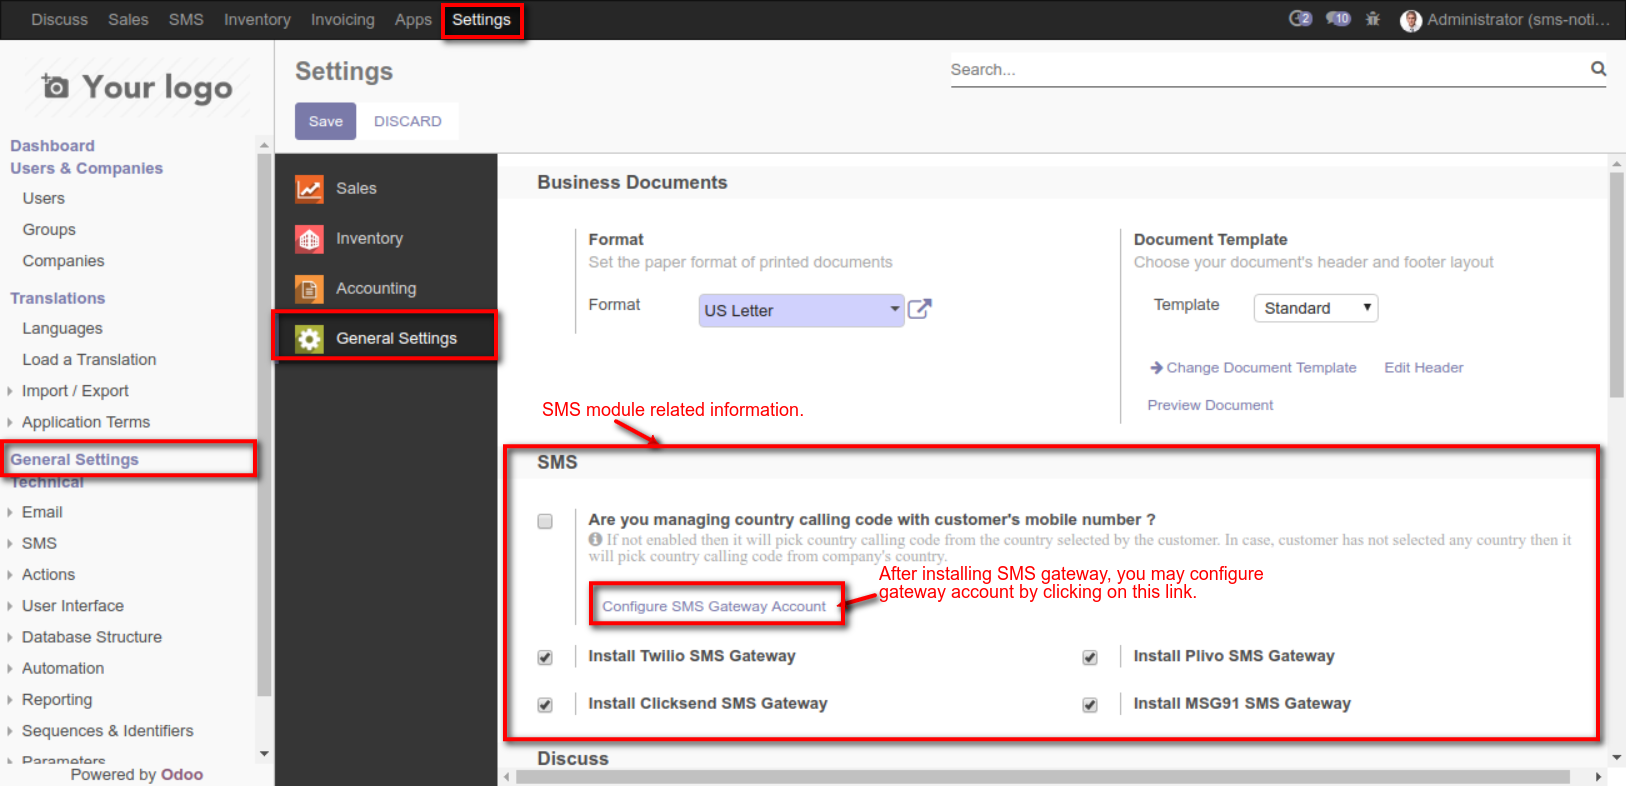 Discuss Sales SMS Inventory Invoicing Apps Settings
2 10 Administrator (sms-noti...
Your logo
Dashboard
Users & Companies
Users
Groups
Companies
Translations
Languages
Load a Translation
Import / Export
Application Terms
General Settings
Technical
Email
SMS
Actions
User Interface
Database Structure
Automation
Reporting
Sequences & Identifiers
Parameters
Powered by Odoo
Settings
Search...
Save DISCARD
Sales
Inventory
Accounting
General Settings
Business Documents
Format
Set the paper format of printed documents
Format US Letter
Document Template
Choose your document's header and footer layout
Template Standard
Change Document Template Edit Header
Preview Document
SMS module related information.
SMS
Are you managing country calling code with customer's mobile number ?
If not enabled then it will pick country calling code from the country selected by the customer. In case, customer has not selected any country then it
will pick country calling code from company's country.
After installing SMS gateway, you may configure
gateway account by clicking on this link.
Configure SMS Gateway Account
Install Twilio SMS Gateway Install Plivo SMS Gateway
Install Clicksend SMS Gateway Install MSG91 SMS Gateway
Discuss